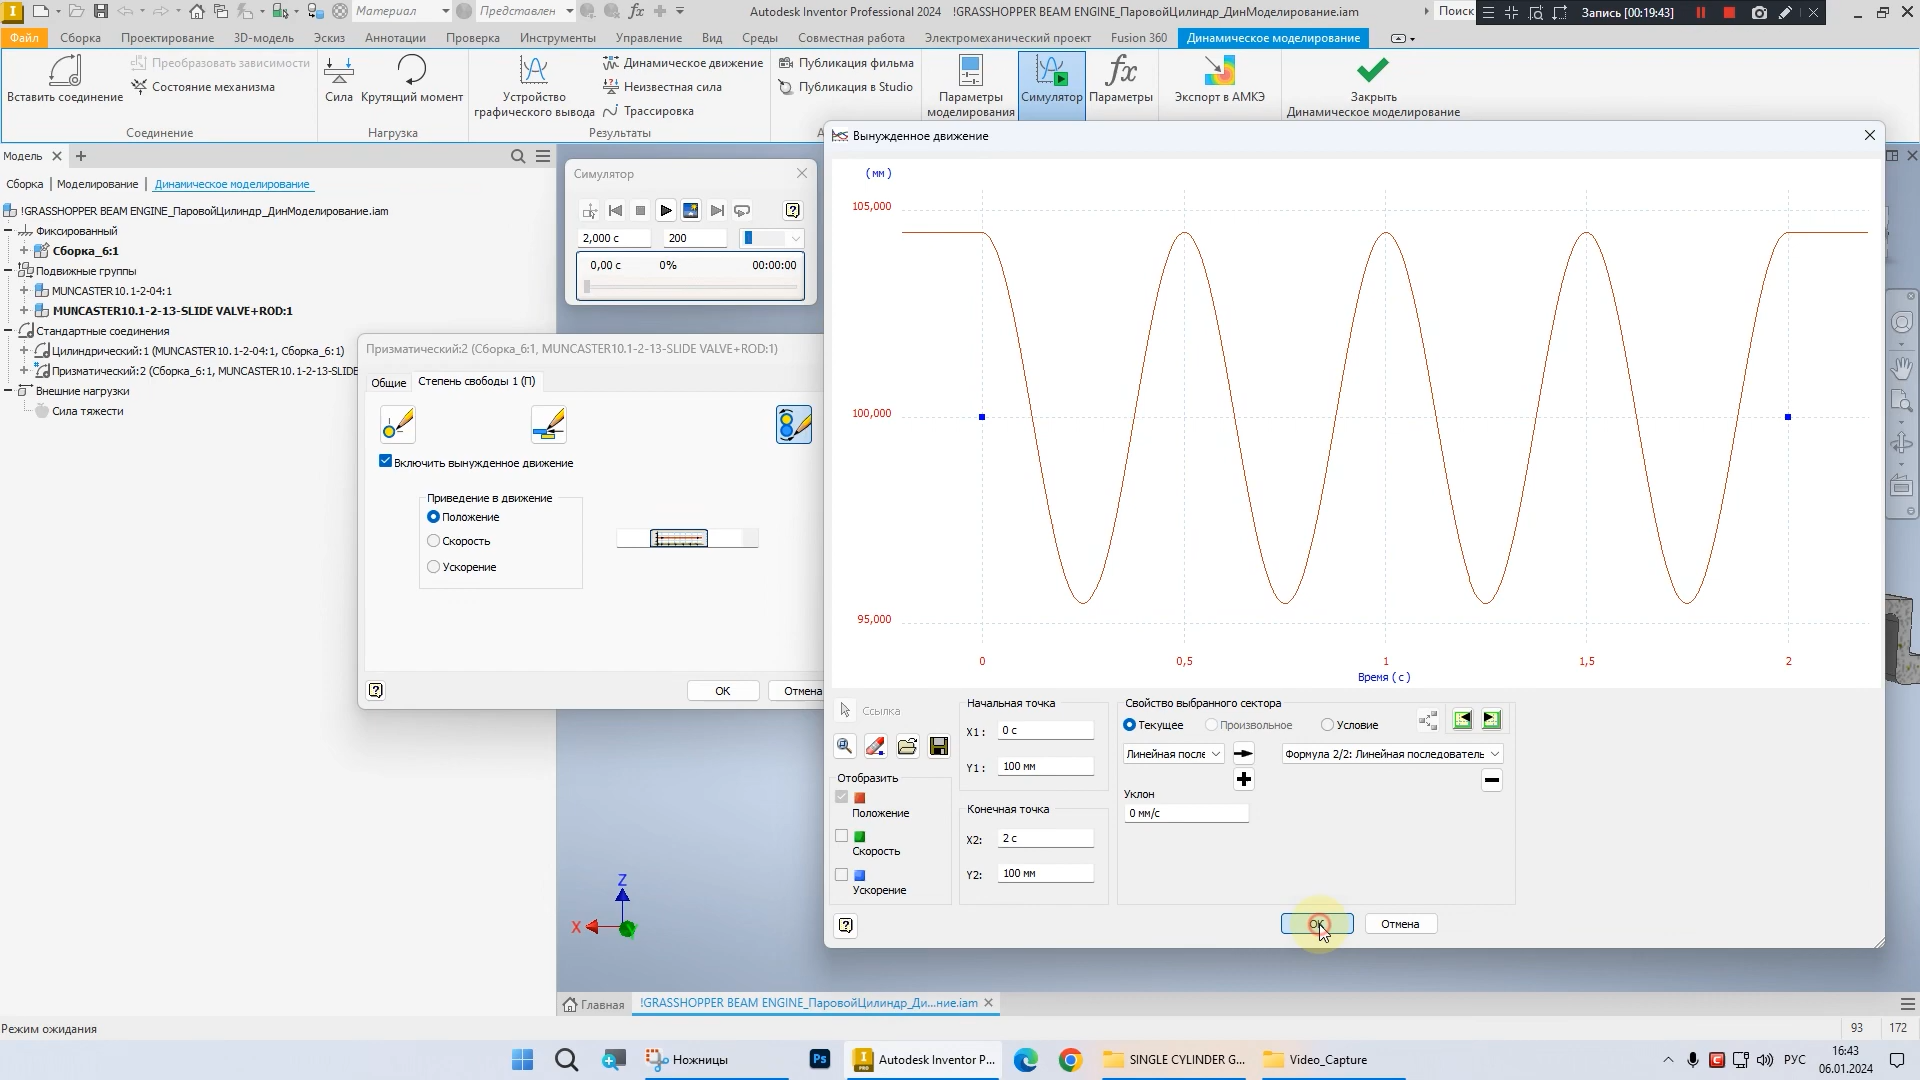 Материал
Представлен
Autodesk Inventor Professional 2024 !GRASSHOPPER BEAM ENGINE_ПаровойЦилиндр_ДинМоделирование.iam
Поиск
Запись [00:19:43]
Файл Сборка Проектирование 3D-модель Эскиз Аннотации Проверка Инструменты Управление Вид Среды Совместная работа Электромеханический проект Fusion 360 Динамическое моделирование
Вставить соединение
Преобразовать зависимости
Состояние механизма
Соединение
Сила
Крутящий момент
Нагрузка
Устройство
графического вывода
Динамическое движение
Неизвестная сила
Трассировка
Результаты
Публикация фильма
Публикация в Studio
Параметры
моделирования
Симулятор
Параметры
Экспорт в АМКЭ
Закрыть
Динамическое моделирование
Модель
Сборка | Моделирование | Динамическое моделирование
!GRASSHOPPER BEAM ENGINE_ПаровойЦилиндр_ДинМоделирование.iam
Фиксированный
Сборка_6:1
Подвижные группы
MUNCASTER10.1-2-04:1
MUNCASTER10.1-2-13-SLIDE VALVE+ROD:1
Стандартные соединения
Цилиндрический:1 (MUNCASTER10.1-2-04:1, Сборка_6:1)
Призматический:2 (Сборка_6:1, MUNCASTER10.1-2-13-SLIDE
Внешние нагрузки
Сила тяжести
Симулятор
2,000 с
200
0,00 с
0%
00:00:00
Призматический:2 (Сборка_6:1, MUNCASTER10.1-2-13-SLIDE VALVE+ROD:1)
Общие
Степень свободы 1 (П)
Включить вынужденное движение
Приведение в движение
Положение
Скорость
Ускорение
ОК
Отмена
Вынужденное движение
(мм)
105,000
100,000
95,000
0
0,5
1
1,5
2
Время (с)
Ссылка
Отобразить
Положение
Скорость
Ускорение
Начальная точка
X1: 0 с
Y1: 100 мм
Конечная точка
X2: 2 с
Y2: 100 мм
Свойство выбранного сектора
Текущее
Произвольное
Условие
Линейная после
Формула 2/2: Линейная последователь
Уклон
0 мм/с
ОК
Отмена
Z
X
Главная
!GRASSHOPPER BEAM ENGINE_ПаровойЦилиндр_Ди...ние.iam
Режим ожидания
93
172
Ножницы
Ps
Autodesk Inventor P...
SINGLE CYLINDER G...
Video_Capture
РУС
16:43
06.01.2024